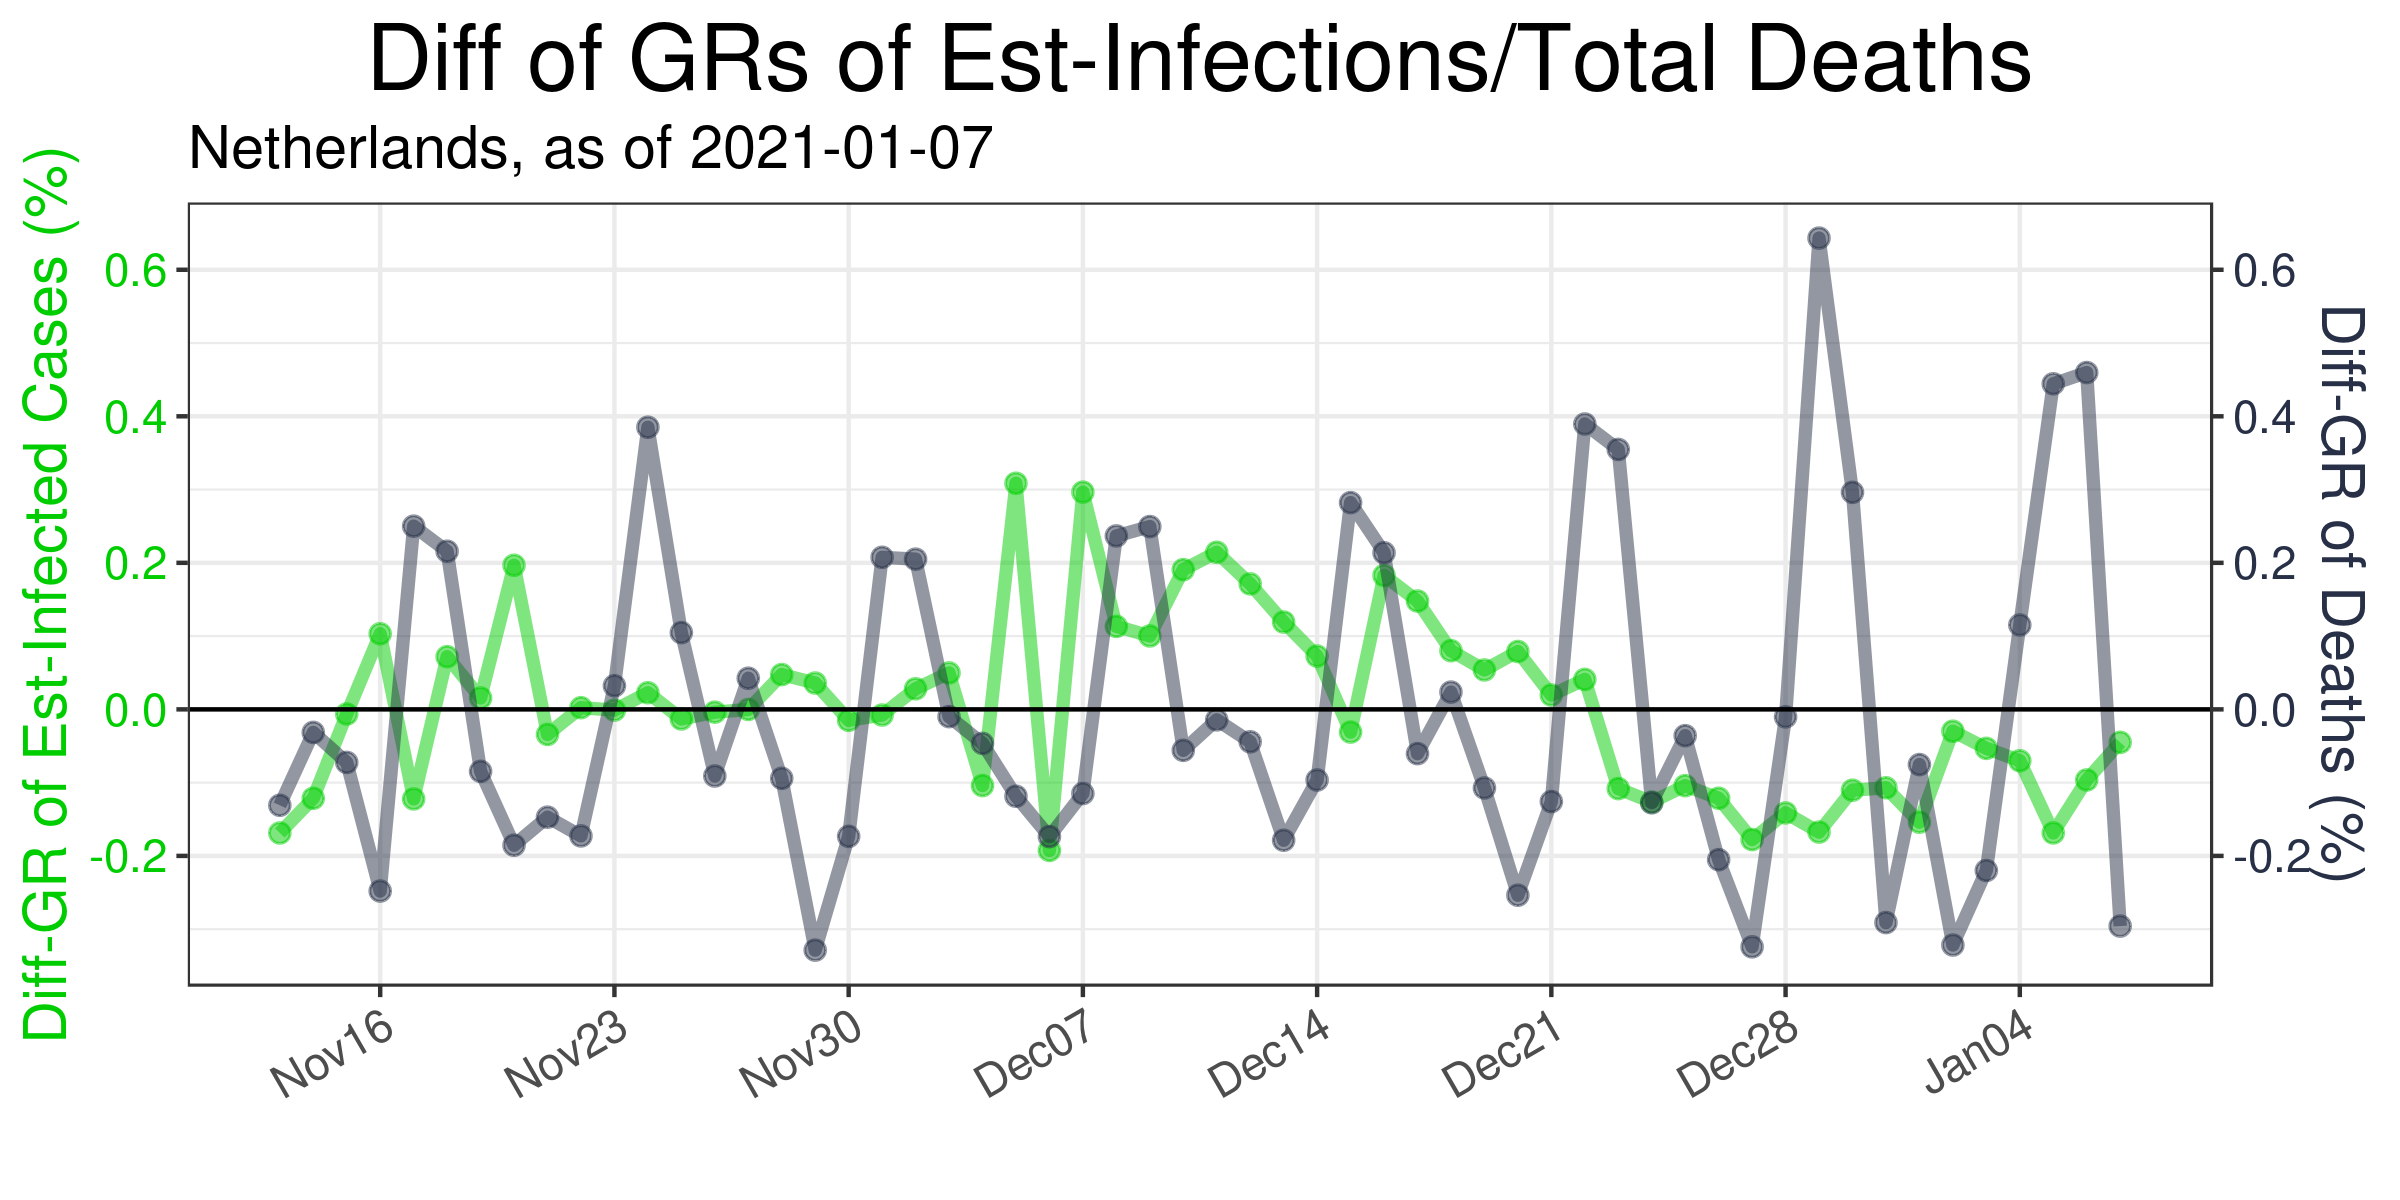 Diff of GRs of Est-Infections/Total Deaths
Netherlands, as of 2021-01-07
Diff-GR of Est-Infected Cases (%)
0.6
0.4
0.2
0.0
-0.2
0.6
0.4
0.2
0.0
-0.2
Diff-GR of Deaths (%)
Nov16
Nov23
Nov30
Dec07
Dec14
Dec21
Dec28
Jan04